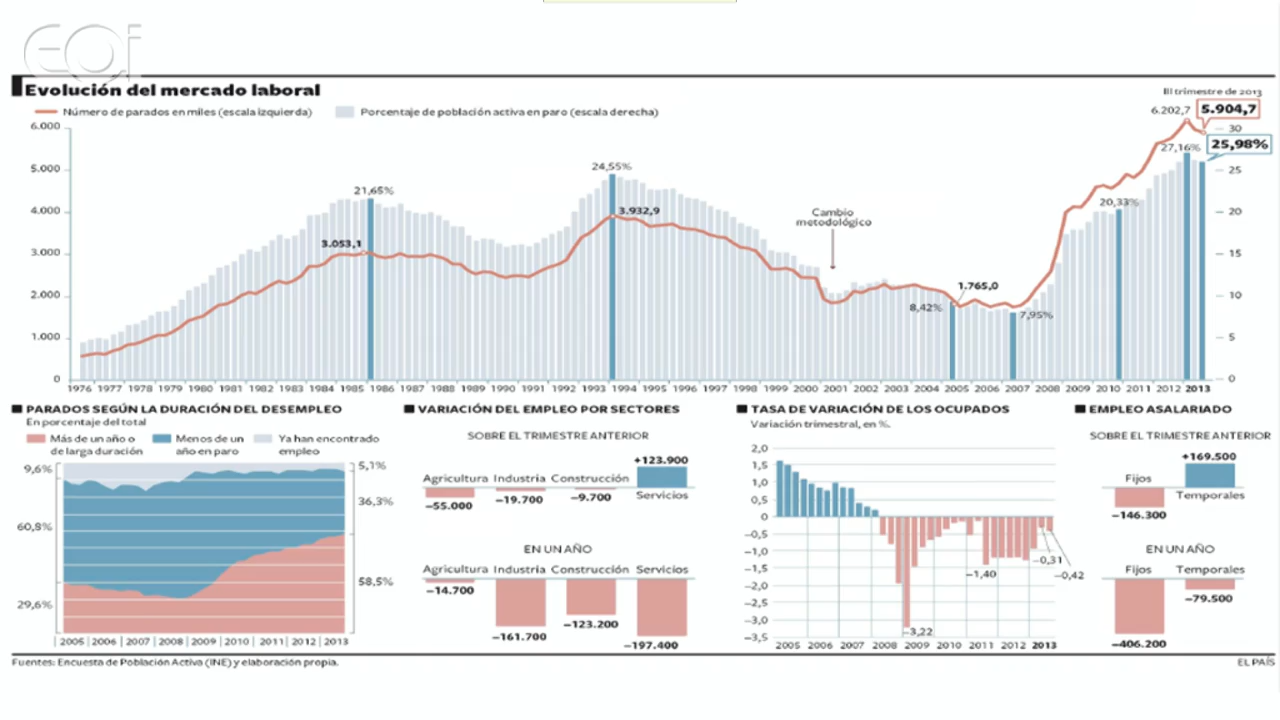 eoi
Evolución del mercado laboral
Número de parados en miles (escala izquierda) Porcentaje de población activa en paro (escala derecha)
III trimestre de 2013
6.202,7 5.904,7
6.000 30
27,16% 25,98%
5.000 24,55% 25
21,65%
4.000 3.932,9 Cambio metodológico 20,33% 20
3.053,1
3.000 15
2.000 1.765,0 10
8,42% 7,95%
1.000 5
0 0
1976 1977 1978 1979 1980 1981 1982 1983 1984 1985 1986 1987 1988 1989 1990 1991 1992 1993 1994 1995 1996 1997 1998 1999 2000 2001 2002 2003 2004 2005 2006 2007 2008 2009 2010 2011 2012 2013
PARADOS SEGÚN LA DURACIÓN DEL DESEMPLEO
En porcentaje del total
Más de un año o de larga duración
Menos de un año en paro
Ya han encontrado empleo
9,6% 5,1%
36,3%
60,8%
58,5%
29,6%
2005 2006 2007 2008 2009 2010 2011 2012 2013
VARIACIÓN DEL EMPLEO POR SECTORES
SOBRE EL TRIMESTRE ANTERIOR
+123.900
Agricultura Industria Construcción
Servicios
−55.000 −19.700 −9.700
EN UN AÑO
Agricultura Industria Construcción Servicios
−14.700
−161.700 −123.200 −197.400
TASA DE VARIACIÓN DE LOS OCUPADOS
Variación trimestral, en %.
2,0
1,5
1,0
0,5
0
−0,5
−1,0
−1,5
−2,0
−2,5
−3,0
−3,5
−0,31
−1,40 −0,42
−3,22
2005 2006 2007 2008 2009 2010 2011 2012 2013
EMPLEO ASALARIADO
SOBRE EL TRIMESTRE ANTERIOR
+169.500
Fijos
Temporales
−146.300
EN UN AÑO
Fijos Temporales
−79.500
−406.200
Fuentes: Encuesta de Población Activa (INE) y elaboración propia.
EL PAÍS